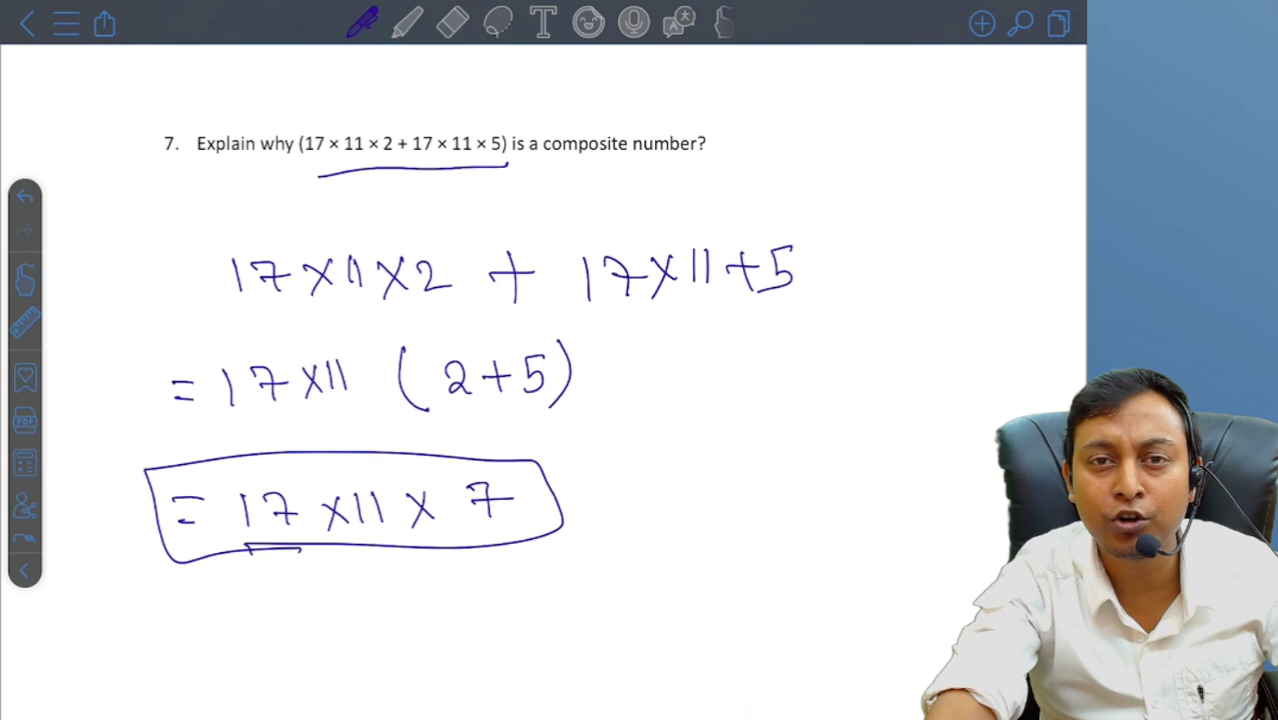 7. Explain why (17 × 11 × 2 + 17 × 11 × 5) is a composite number?
17 × 11 × 2 + 17 × 11 + 5
= 17 × 11 (2 + 5)
= 17 × 11 × 7